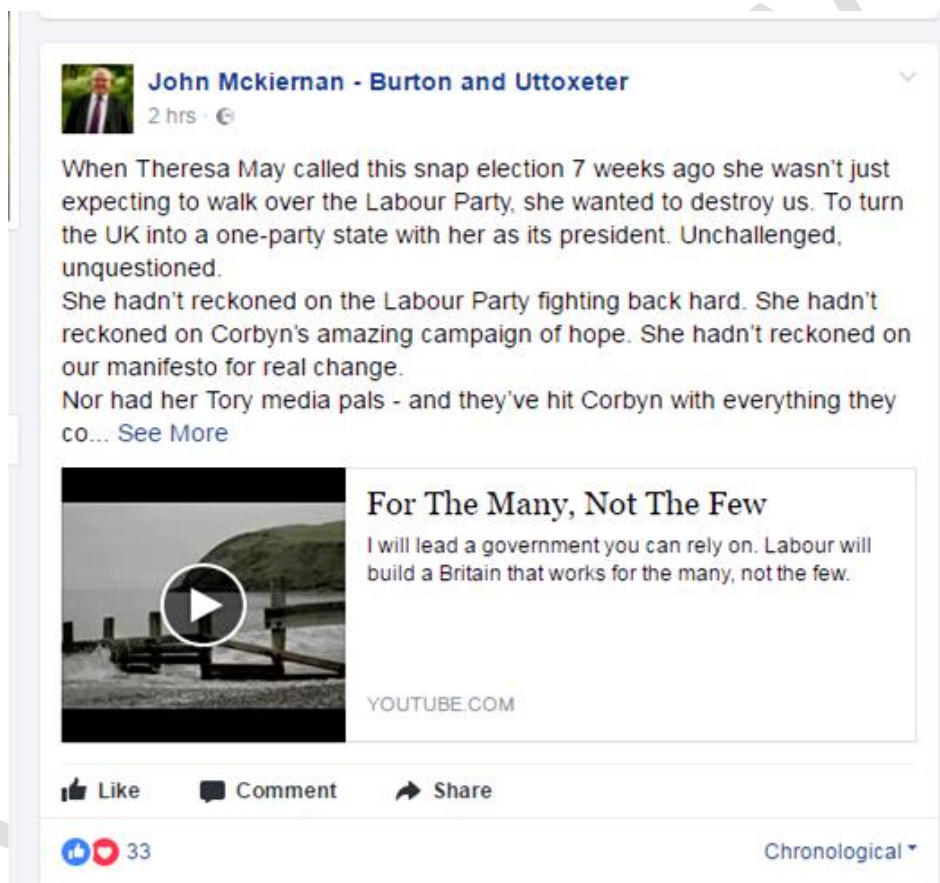 John Mckiernan - Burton and Uttoxeter
2 hrs ·
When Theresa May called this snap election 7 weeks ago she wasn't just
expecting to walk over the Labour Party, she wanted to destroy us. To turn
the UK into a one-party state with her as its president. Unchallenged,
unquestioned.
She hadn't reckoned on the Labour Party fighting back hard. She hadn't
reckoned on Corbyn's amazing campaign of hope. She hadn't reckoned on
our manifesto for real change.
Nor had her Tory media pals - and they've hit Corbyn with everything they
co... See More
For The Many, Not The Few
I will lead a government you can rely on. Labour will
build a Britain that works for the many, not the few.
YOUTUBE.COM
Like Comment Share
33 Chronological